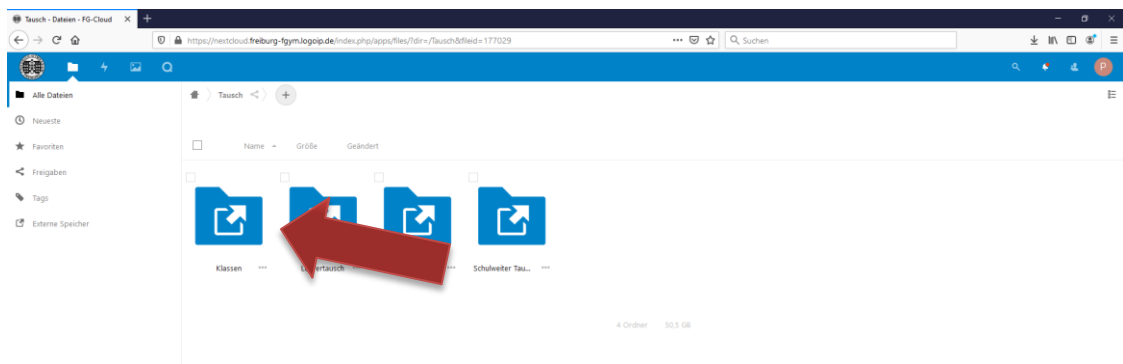 Tausch - Dateien - FG-Cloud
https://nextcloud.freiburg-fgym.logoip.de/index.php/apps/files/?dir=/Tausch&fileid=177029
Suchen
P
Alle Dateien
Tausch
Neueste
Favoriten
Name Größe Geändert
Freigaben
Tags
Externe Speicher
Klassen
Schulweiter Tau...
4 Ordner 50,5 GB